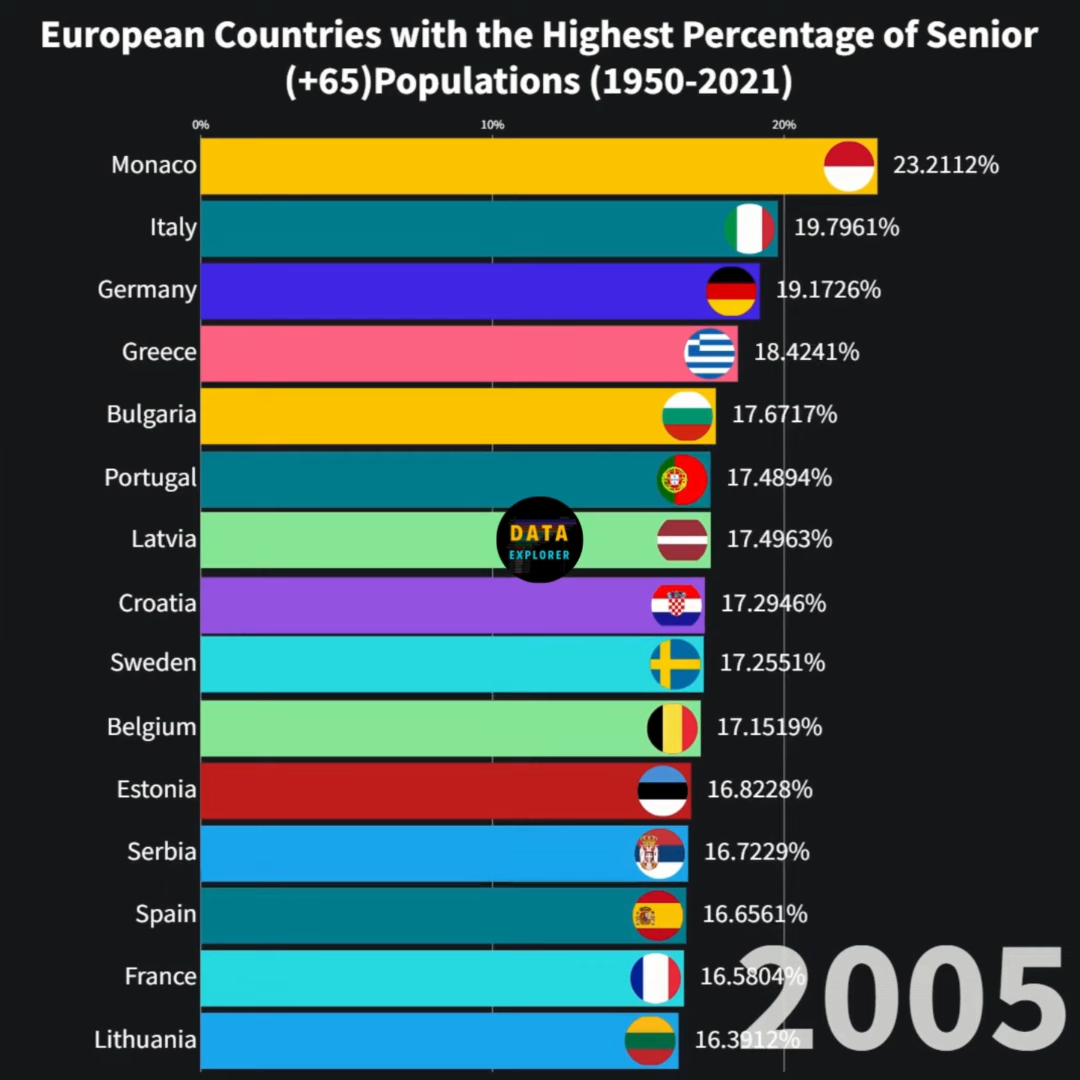 European Countries with the Highest Percentage of Senior
(+65)Populations (1950-2021)
0% 10% 20%
Monaco 23.2112%
Italy 19.7961%
Germany 19.1726%
Greece 18.4241%
Bulgaria 17.6717%
Portugal 17.4894%
Latvia 17.4963%
DATA
EXPLORER
Croatia 17.2946%
Sweden 17.2551%
Belgium 17.1519%
Estonia 16.8228%
Serbia 16.7229%
Spain 16.6561%
France 16.5804%
Lithuania 16.3912%
2005